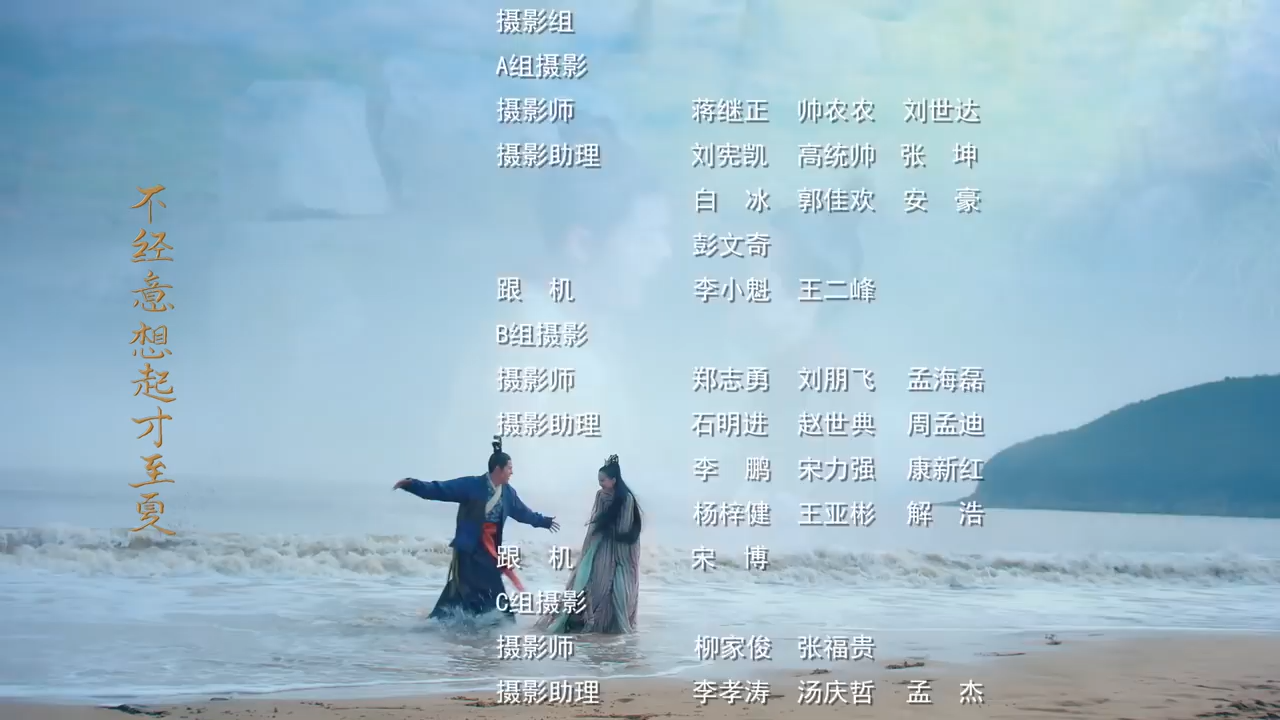 摄影组
A组摄影
摄影师 蒋继正 帅农农 刘世达
摄影助理 刘宪凯 高统帅 张 坤
白 冰 郭佳欢 安 豪
彭文奇
跟 机 李小魁 王二峰
B组摄影
摄影师 郑志勇 刘朋飞 孟海磊
摄影助理 石明进 赵世典 周孟迪
李 鹏 宋力强 康新红
杨梓健 王亚彬 解 浩
跟 机 宋 博
C组摄影
摄影师 柳家俊 张福贵
摄影助理 李孝涛 汤庆哲 孟 杰
不经意想起才至夏